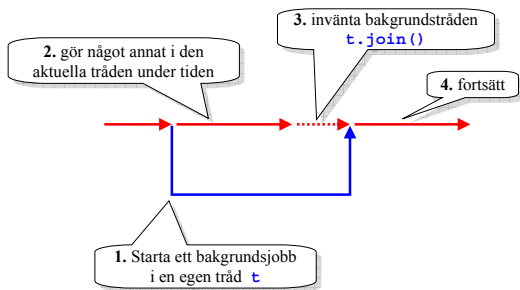 3. invänta bakgrundstråden
t.join()
2. gör något annat i den
aktuella tråden under tiden
4. fortsätt
1. Starta ett bakgrundsjobb
i en egen tråd t